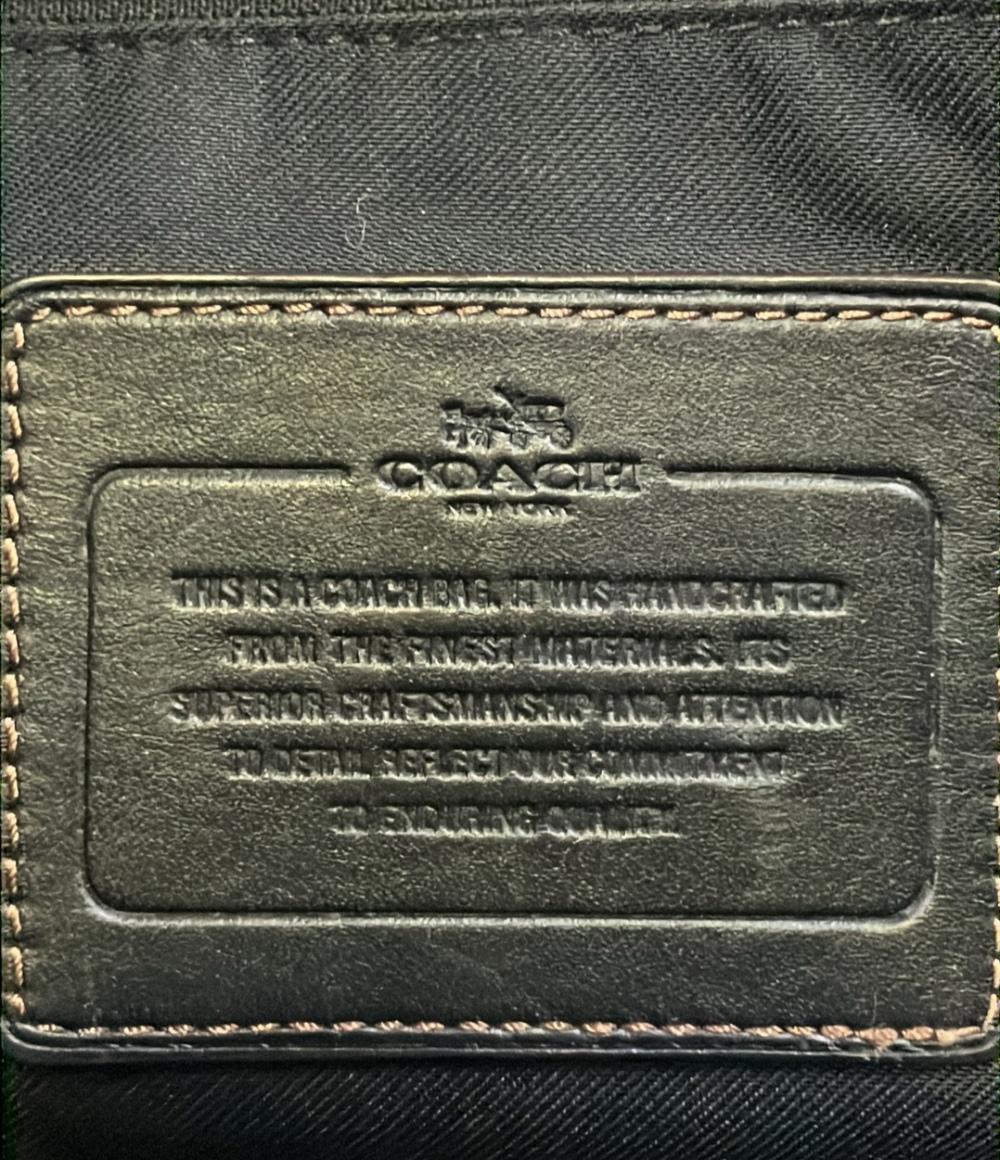 COACH
NEW YORK
THIS IS A COACH BAG. IT WAS HANDCRAFTED
FROM THE FINEST MATERIALS. ITS
SUPERIOR CRAFTSMANSHIP AND ATTENTION
TO DETAIL REFLECT OUR COMMITMENT
TO ENDURING QUALITY.